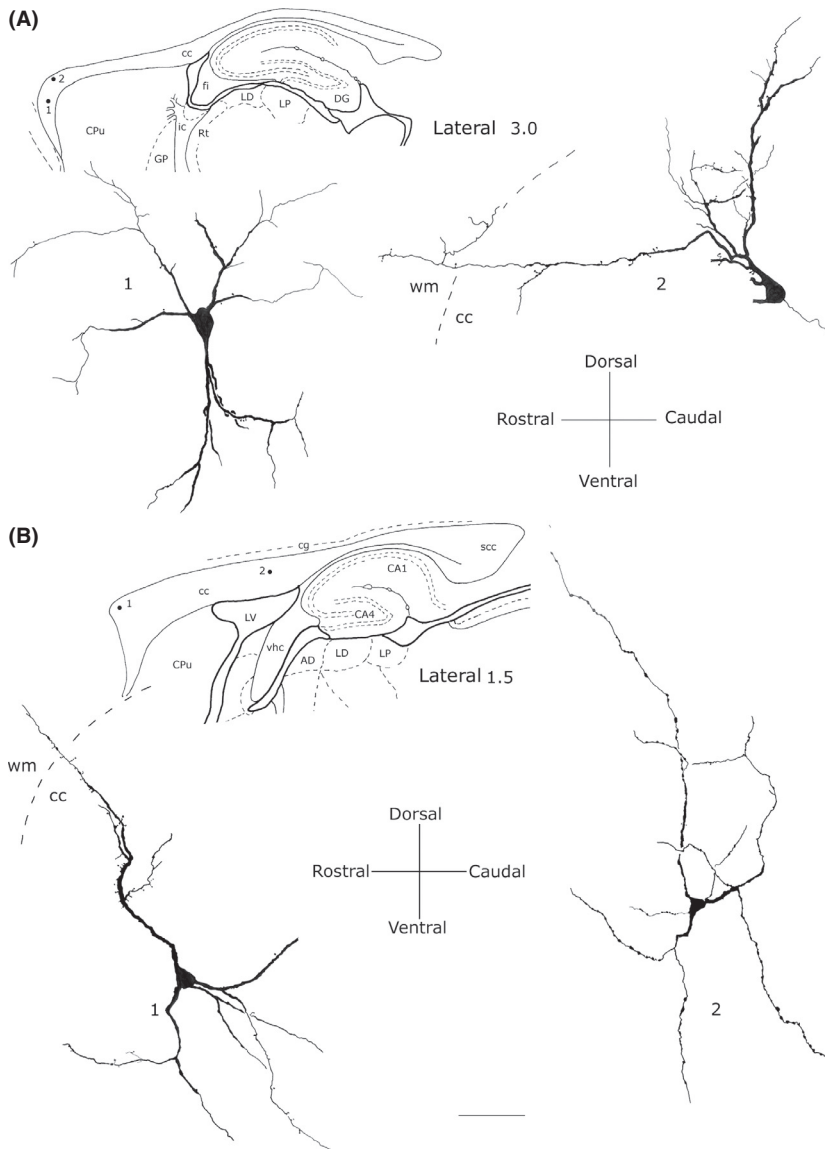 (A)
cc
2
1
fi
CPu
ic
Rt
GP
LD
LP
DG
Lateral 3.0
1
2
wm
cc
Dorsal
Rostral
Caudal
Ventral
(B)
cg
scc
2
CA1
1
cc
LV
CA4
vhc
CPu
AD
LD
LP
Lateral 1.5
wm
cc
Dorsal
Rostral
Caudal
Ventral
1
2